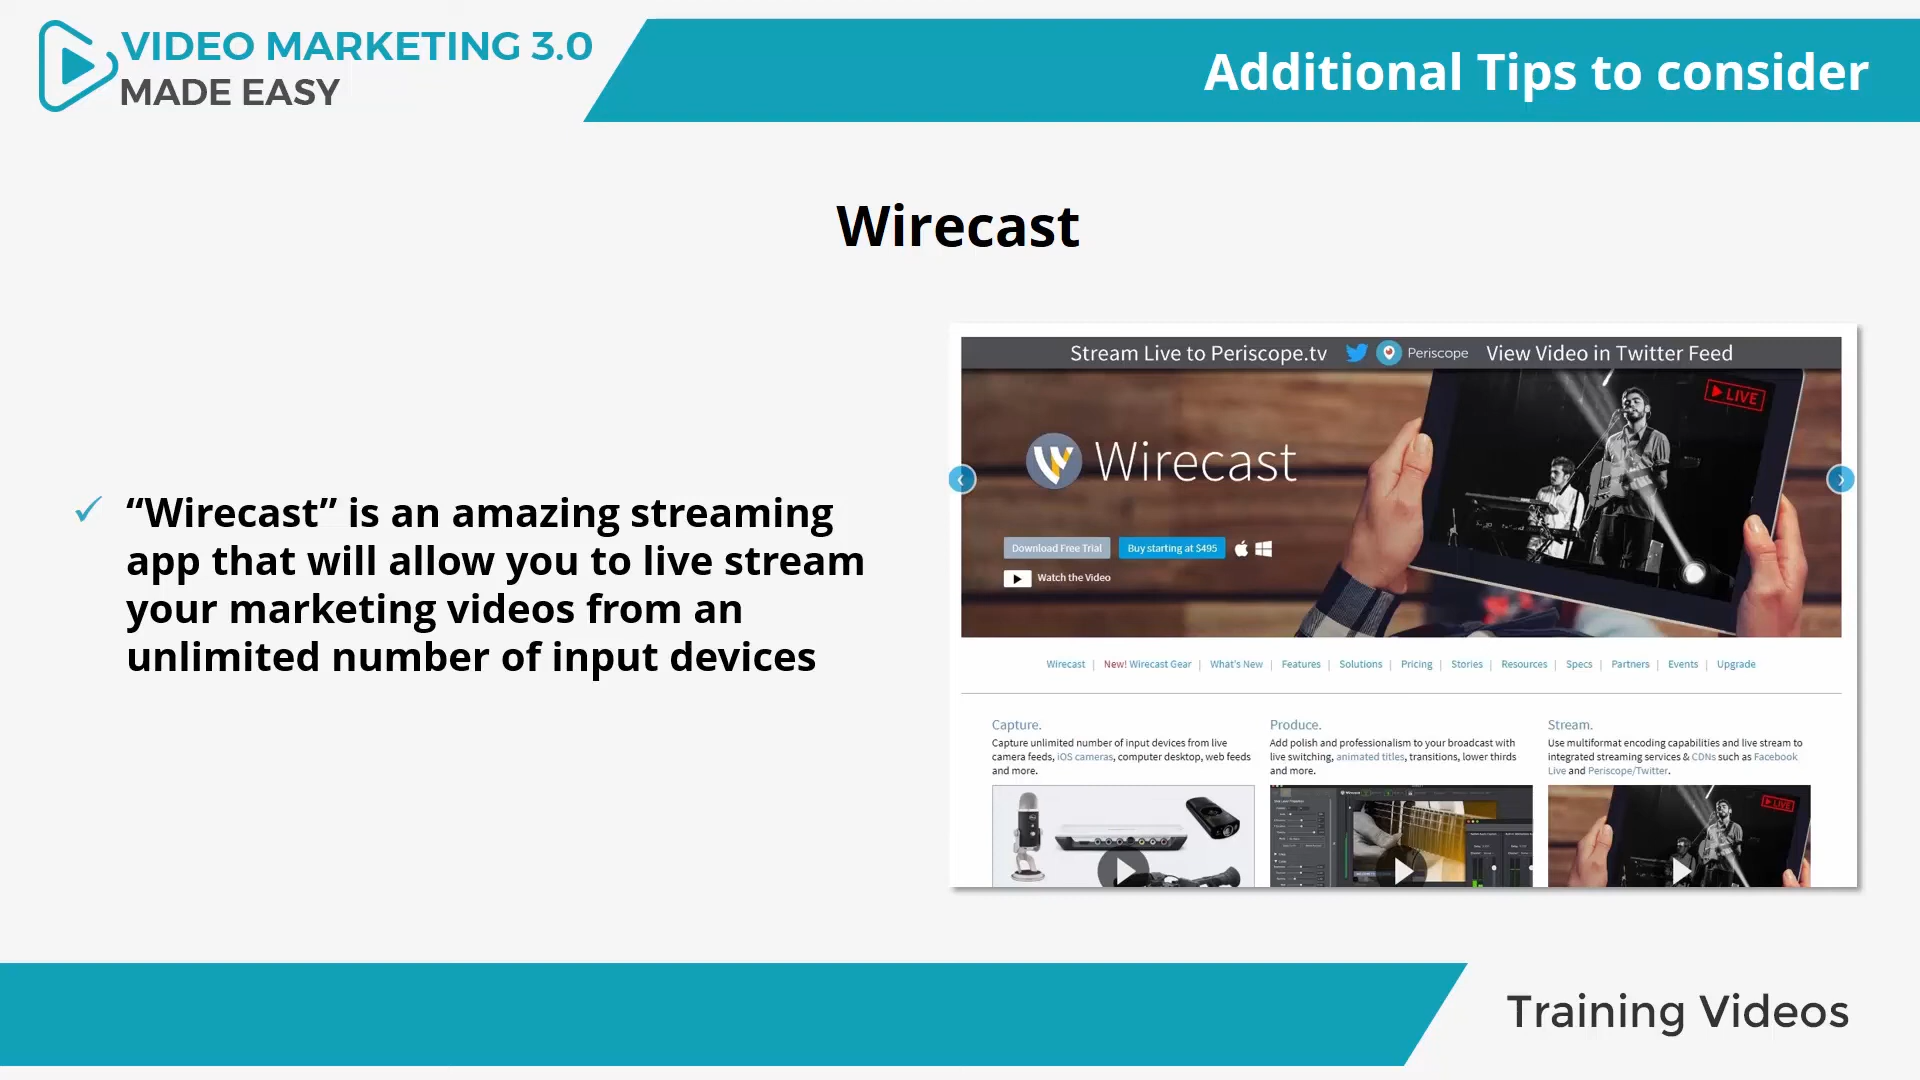 VIDEO MARKETING 3.0
MADE EASY
Additional Tips to consider
Wirecast
✓ “Wirecast” is an amazing streaming
app that will allow you to live stream
your marketing videos from an
unlimited number of input devices
Stream Live to Periscope.tv Periscope View Video in Twitter Feed
LIVE
Wirecast
Download Free Trial Buy starting at $495
Watch the Video
Wirecast | New! Wirecast Gear | What's New | Features | Solutions | Pricing | Stories | Resources | Specs | Partners | Events | Upgrade
Capture.
Capture unlimited number of input devices from live
camera feeds, iOS cameras, computer desktop, web feeds
and more.
Produce.
Add polish and professionalism to your broadcast with
live switching, animated titles, transitions, lower thirds
and more.
Stream.
Use multiformat encoding capabilities and live stream to
integrated streaming services & CDNs such as Facebook
Live and Periscope/Twitter.
LIVE
Training Videos